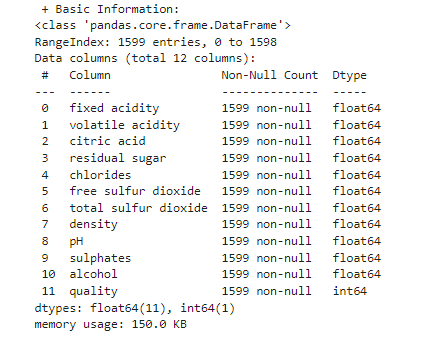 + Basic Information:
<class 'pandas.core.frame.DataFrame'>
RangeIndex: 1599 entries, 0 to 1598
Data columns (total 12 columns):
 #   Column                Non-Null Count  Dtype
---  ------                --------------  -----
 0   fixed acidity         1599 non-null   float64
 1   volatile acidity      1599 non-null   float64
 2   citric acid           1599 non-null   float64
 3   residual sugar        1599 non-null   float64
 4   chlorides             1599 non-null   float64
 5   free sulfur dioxide   1599 non-null   float64
 6   total sulfur dioxide  1599 non-null   float64
 7   density               1599 non-null   float64
 8   pH                    1599 non-null   float64
 9   sulphates             1599 non-null   float64
 10  alcohol               1599 non-null   float64
 11  quality               1599 non-null   int64
dtypes: float64(11), int64(1)
memory usage: 150.0 KB